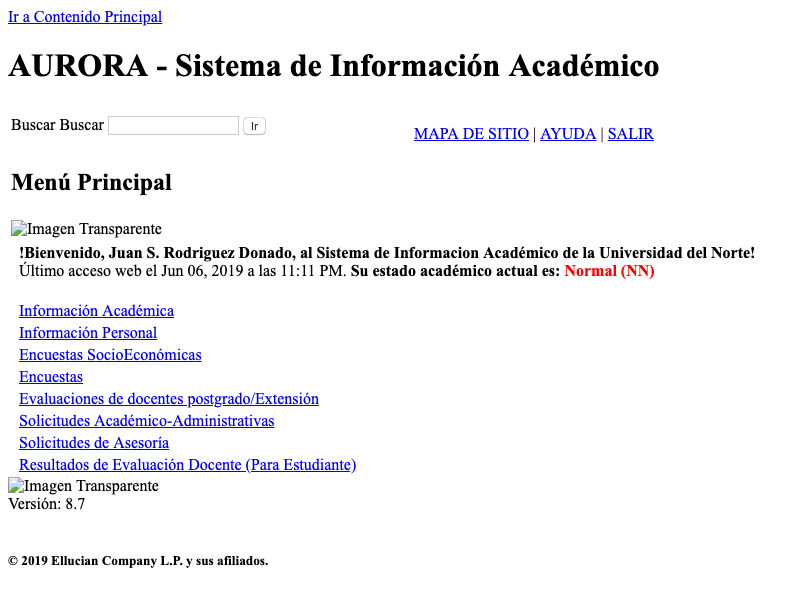 Ir a Contenido Principal
AURORA - Sistema de Información Académico
Buscar Buscar Ir
MAPA DE SITIO | AYUDA | SALIR
Menú Principal
Imagen Transparente
!Bienvenido, Juan S. Rodriguez Donado, al Sistema de Informacion Académico de la Universidad del Norte!
Último acceso web el Jun 06, 2019 a las 11:11 PM. Su estado académico actual es: Normal (NN)
Información Académica
Información Personal
Encuestas SocioEconómicas
Encuestas
Evaluaciones de docentes postgrado/Extensión
Solicitudes Académico-Administrativas
Solicitudes de Asesoría
Resultados de Evaluación Docente (Para Estudiante)
Imagen Transparente
Versión: 8.7
© 2019 Ellucian Company L.P. y sus afiliados.